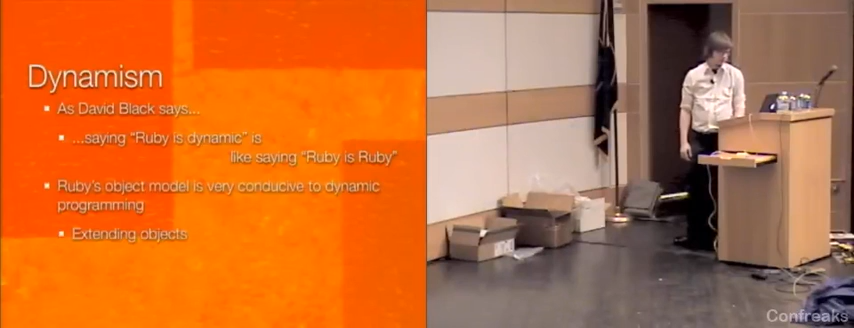 Dynamism
As David Black says...
...saying “Ruby is dynamic” is
like saying “Ruby is Ruby”
Ruby’s object model is very conducive to dynamic
programming
Extending objects
Confreaks